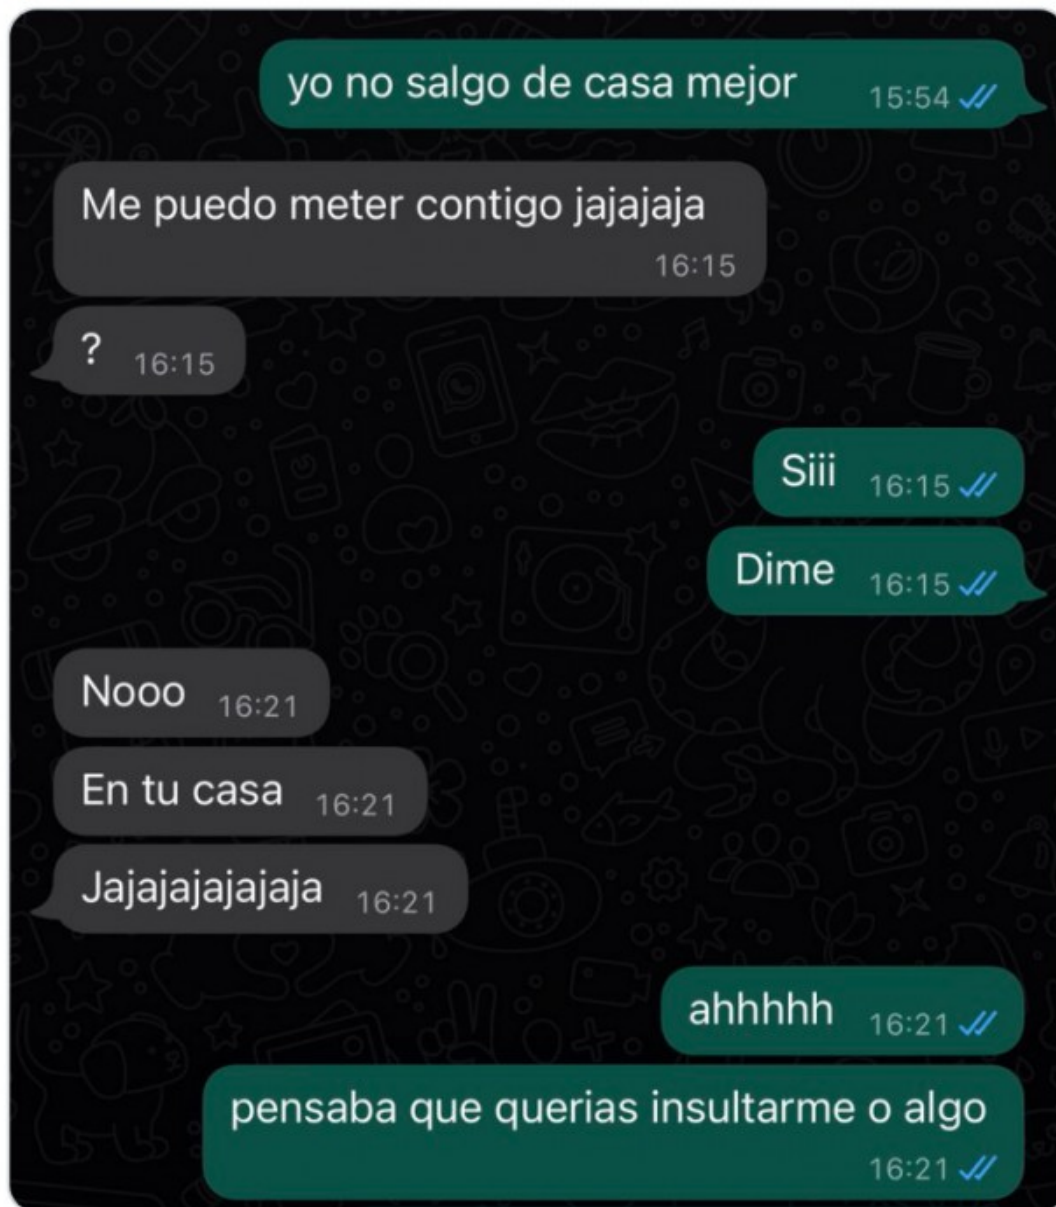 yo no salgo de casa mejor 15:54
Me puedo meter contigo jajajaja
16:15
? 16:15
Siii 16:15
Dime 16:15
Nooo 16:21
En tu casa 16:21
Jajajajajajaja 16:21
ahhhhh 16:21
pensaba que querias insultarme o algo
16:21